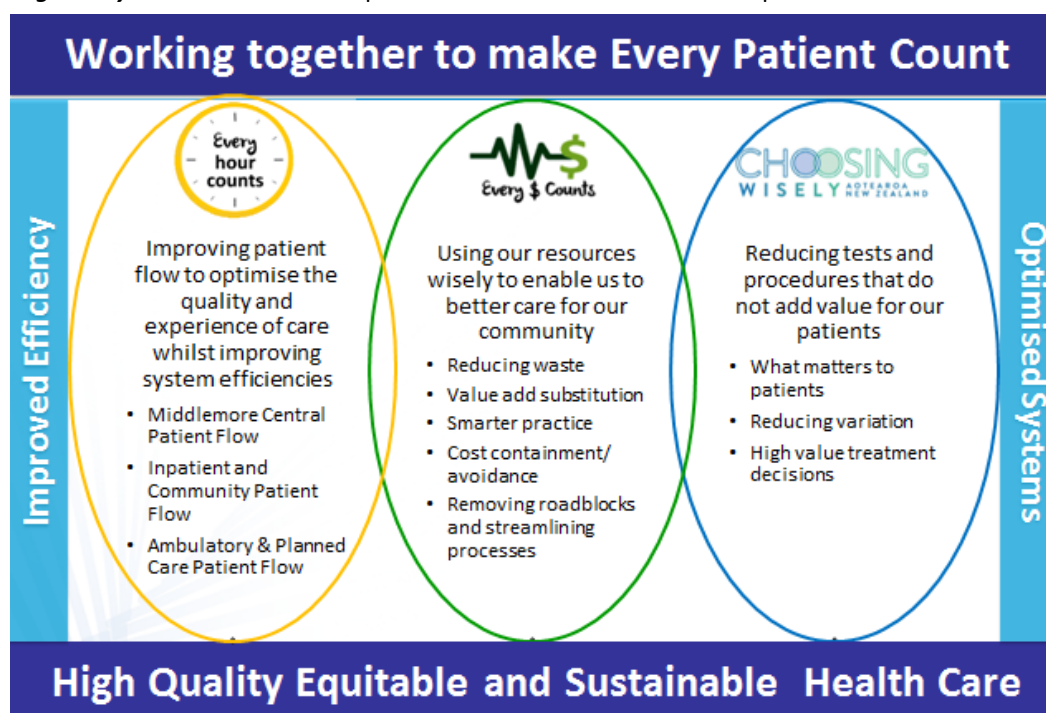 Working together to make Every Patient Count
Improved Efficiency
Every
hour
counts
Improving patient
flow to optimise the
quality and
experience of care
whilst improving
system efficiencies
• Middlemore Central
Patient Flow
• Inpatient and
Community Patient
Flow
• Ambulatory & Planned
Care Patient Flow
Every $ Counts
Using our resources
wisely to enable us to
better care for our
community
• Reducing waste
• Value add substitution
• Smarter practice
• Cost containment/
avoidance
• Removing roadblocks
and streamlining
processes
CHOOSING
WISELY AOTEAROA
NEW ZEALAND
Reducing tests and
procedures that do
not add value for our
patients
• What matters to
patients
• Reducing variation
• High value treatment
decisions
Optimised Systems
High Quality Equitable and Sustainable Health Care